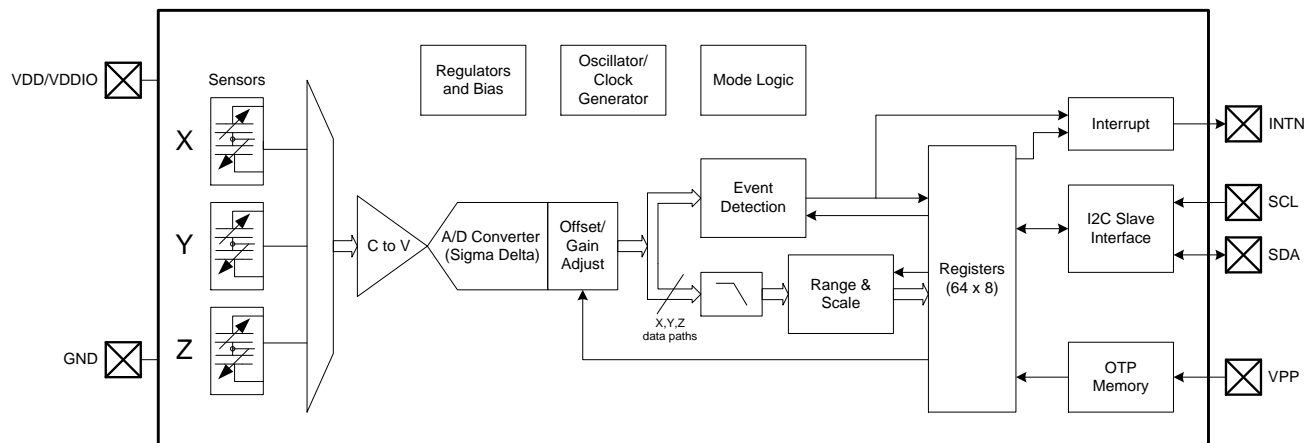 VDD/VDDIO
Sensors
Regulators
and Bias
Oscillator/
Clock
Generator
Mode Logic
X
Interrupt
INTN
Event
Detection
I2C Slave
Interface
SCL
SDA
Y
C to V
A/D Converter
(Sigma Delta)
Offset/
Gain
Adjust
Registers
(64 x 8)
Range &
Scale
X,Y,Z
data paths
Z
GND
OTP
Memory
VPP